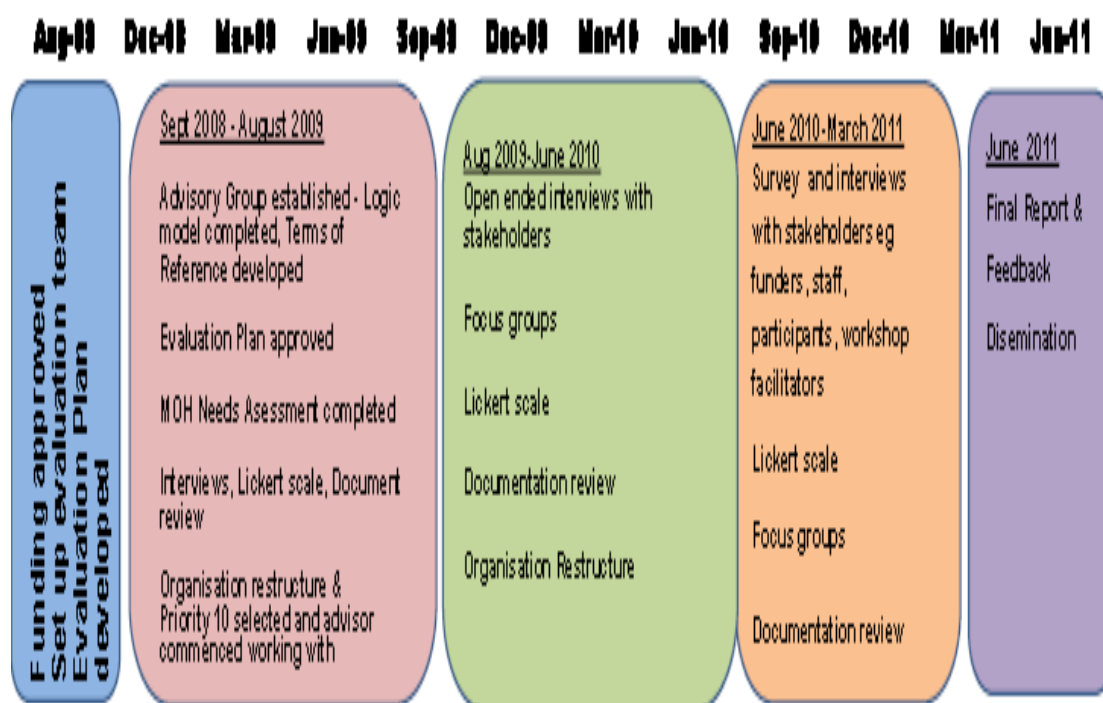 Aug-08 Dec-08 Mar-09 Jun-09 Sep-09 Dec-09 Mar-10 Jun-10 Sep-10 Dec-10 Mar-11 Jun-11
Funding approved
Set up evaluation team
Evaluation Plan
developed
Sept 2008 - August 2009
Advisory Group established - Logic
model completed, Terms of
Reference developed
Evaluation Plan approved
MOH Needs Asessment completed
Interviews, Lickert scale, Document
review
Organisation restructure &
Priority 10 selected and advisor
commenced working with
Aug 2009-June 2010
Open ended interviews with
stakeholders
Focus groups
Lickert scale
Documentation review
Organisation Restructure
June 2010-March 2011
Survey and interviews
with stakeholders eg
funders, staff,
participants, workshop
facilitators
Lickert scale
Focus groups
Documentation review
June 2011
Final Report &
Feedback
Disemination